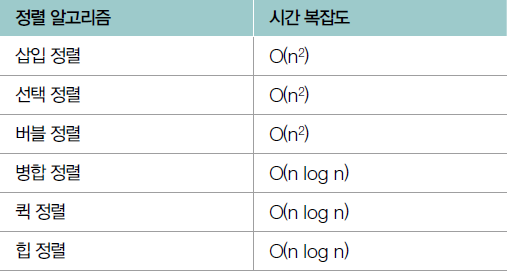 정렬 알고리즘 시간 복잡도
삽입 정렬 O(n²)
선택 정렬 O(n²)
버블 정렬 O(n²)
병합 정렬 O(n log n)
퀵 정렬 O(n log n)
힙 정렬 O(n log n)